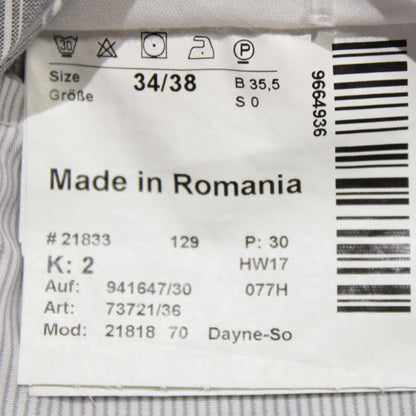 30 P
Size 34/38 B 35,5
Größe S 0
9664936
Made in Romania
# 21833 129 P: 30
K: 2 HW17
Auf: 941647/30 077H
Art: 73721/36
Mod: 21818 70 Dayne-So